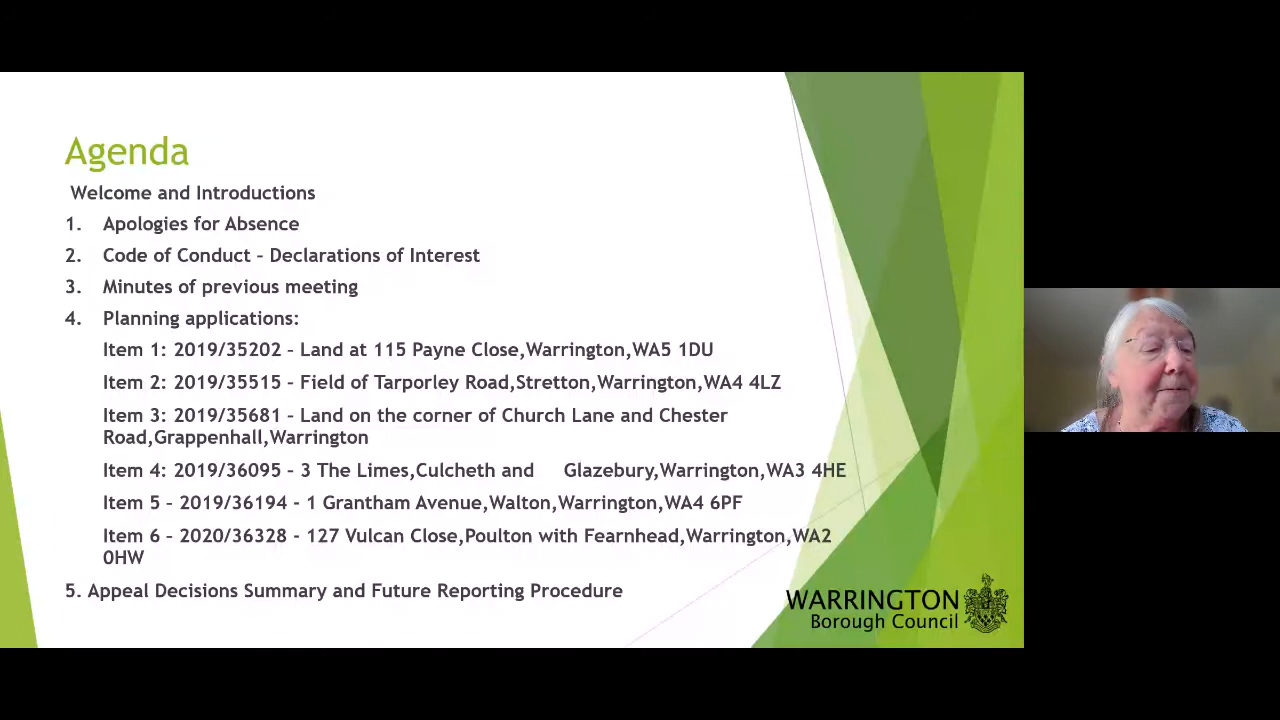 Agenda
Welcome and Introductions
1. Apologies for Absence
2. Code of Conduct – Declarations of Interest
3. Minutes of previous meeting
4. Planning applications:
Item 1: 2019/35202 – Land at 115 Payne Close,Warrington,WA5 1DU
Item 2: 2019/35515 – Field of Tarporley Road,Stretton,Warrington,WA4 4LZ
Item 3: 2019/35681 – Land on the corner of Church Lane and Chester
Road,Grappenhall,Warrington
Item 4: 2019/36095 – 3 The Limes,Culcheth and Glazebury,Warrington,WA3 4HE
Item 5 – 2019/36194 - 1 Grantham Avenue,Walton,Warrington,WA4 6PF
Item 6 – 2020/36328 - 127 Vulcan Close,Poulton with Fearnhead,Warrington,WA2
0HW
5. Appeal Decisions Summary and Future Reporting Procedure
WARRINGTON
Borough Council